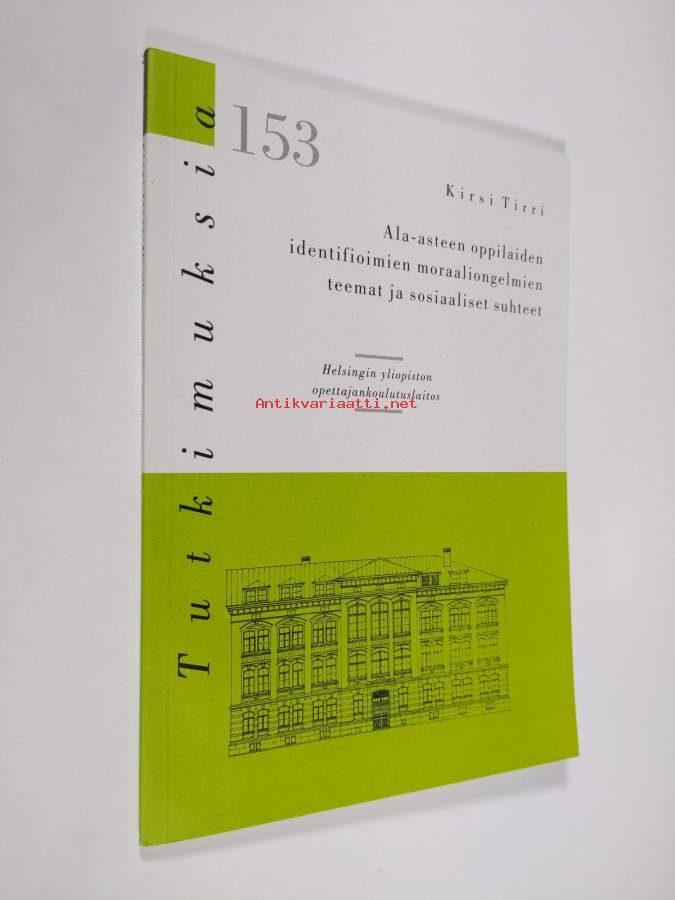 153
Kirsi Tirri
Ala-asteen oppilaiden
identifioimien moraaliongelmien
teemat ja sosiaaliset suhteet
Helsingin yliopiston
opettajankoulutuslaitos
Antikvariaatti.net
Tutkimuksia